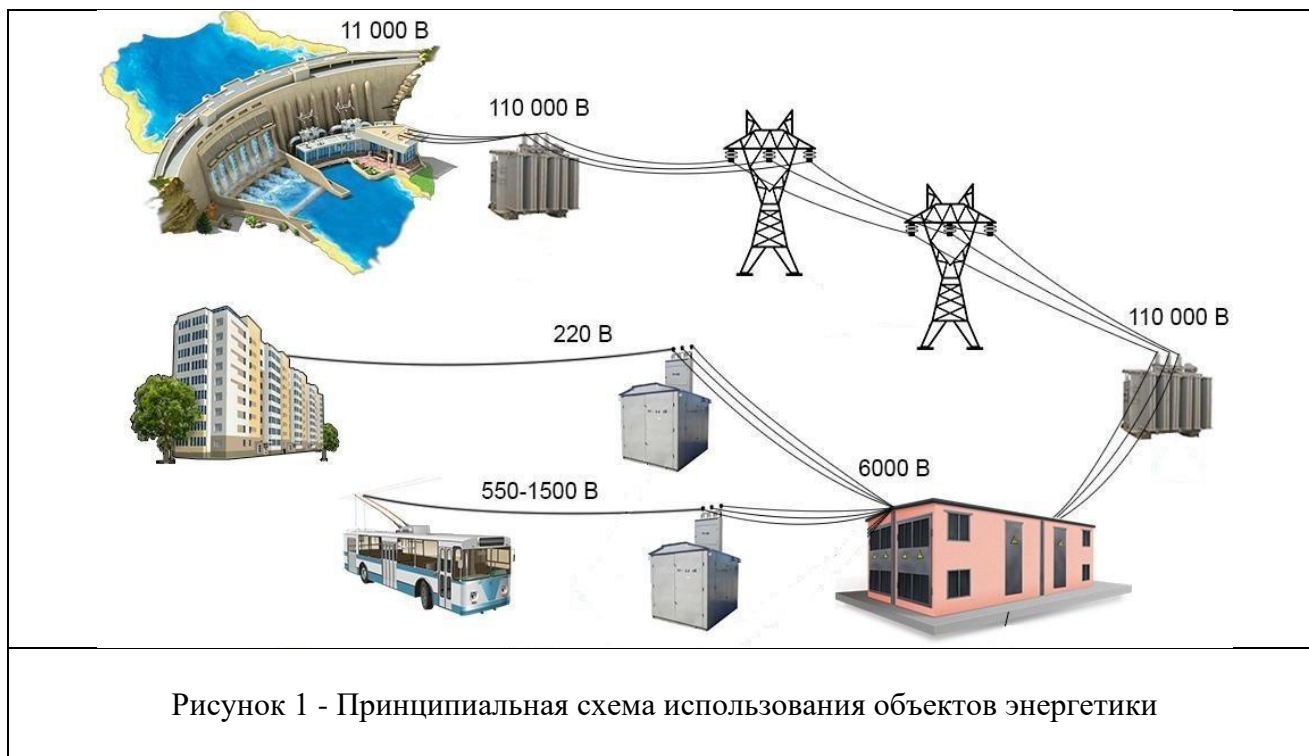 11 000 В
110 000 В
110 000 В
220 В
6000 В
550-1500 В
Рисунок 1 - Принципиальная схема использования объектов энергетики